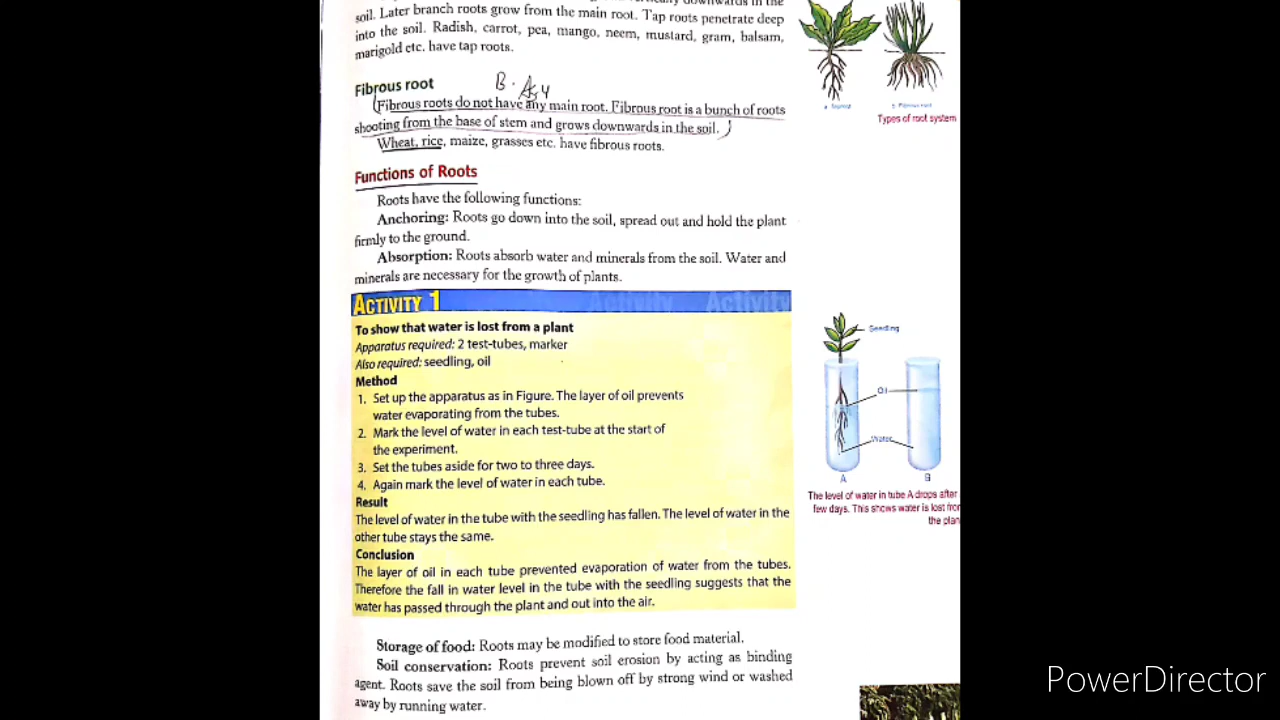 soil. Later branch roots grow from the main root. Tap roots penetrate deep
into the soil. Radish, carrot, pea, mango, neem, mustard, gram, balsam,
marigold etc. have tap roots.
Fibrous root
Fibrous roots do not have any main root. Fibrous root is a bunch of roots
shooting from the base of stem and grows downwards in the soil.
Wheat, rice, maize, grasses etc. have fibrous roots.
Functions of Roots
Roots have the following functions:
Anchoring: Roots go down into the soil, spread out and hold the plant
firmly to the ground.
Absorption: Roots absorb water and minerals from the soil. Water and
minerals are necessary for the growth of plants.
ACTIVITY 1
Activity Activity
To show that water is lost from a plant
Apparatus required: 2 test-tubes, marker
Also required: seedling, oil
Method
1. Set up the apparatus as in Figure. The layer of oil prevents
water evaporating from the tubes.
2. Mark the level of water in each test-tube at the start of
the experiment.
3. Set the tubes aside for two to three days.
4. Again mark the level of water in each tube.
Result
The level of water in the tube with the seedling has fallen. The level of water in the
other tube stays the same.
Conclusion
The layer of oil in each tube prevented evaporation of water from the tubes.
Therefore the fall in water level in the tube with the seedling suggests that the
water has passed through the plant and out into the air.
Storage of food: Roots may be modified to store food material.
Soil conservation: Roots prevent soil erosion by acting as binding
agent. Roots save the soil from being blown off by strong wind or washed
away by running water.
b. Fibrous root
Types of root system
Seedling
Oil
Water
A
B
The level of water in tube A drops after
few days. This shows water is lost from
the plan
PowerDirector